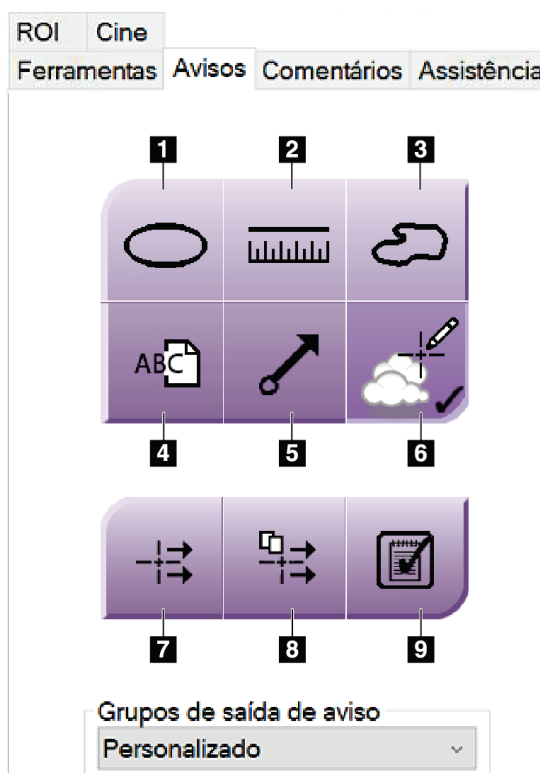 ROI Cine
Ferramentas Avisos Comentários Assistência
1 2 3
ABC
4 5 6
7 8 9
Grupos de saída de aviso
Personalizado